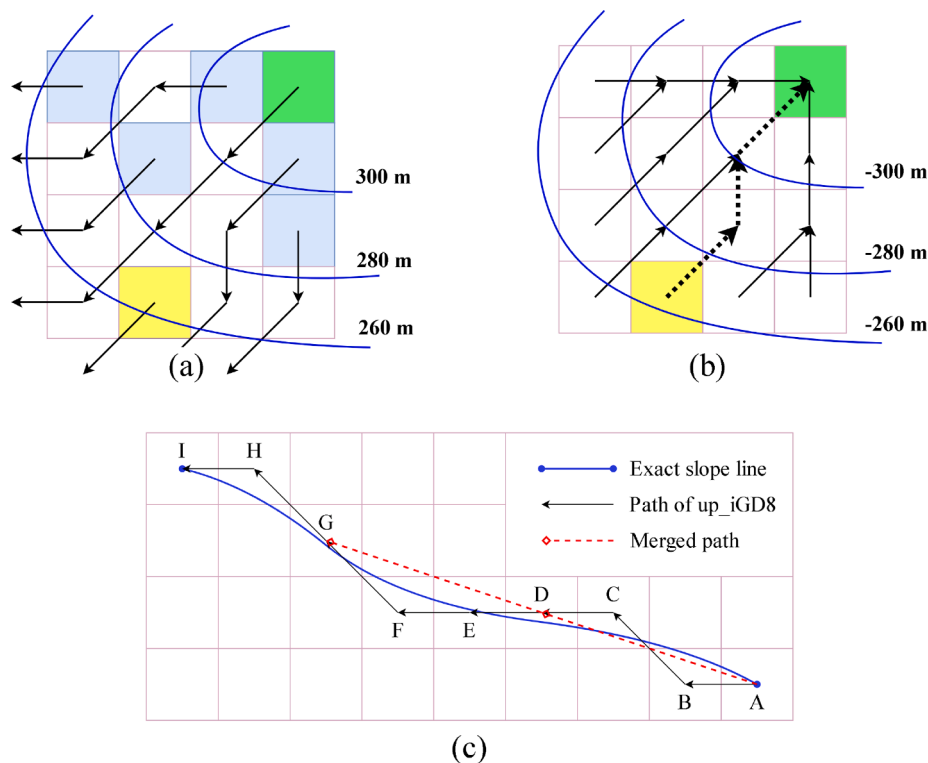 300 m
280 m
260 m
(a)
-300 m
-280 m
-260 m
(b)
I H
G
F E D C
B A
Exact slope line
Path of up_iGD8
Merged path
(c)